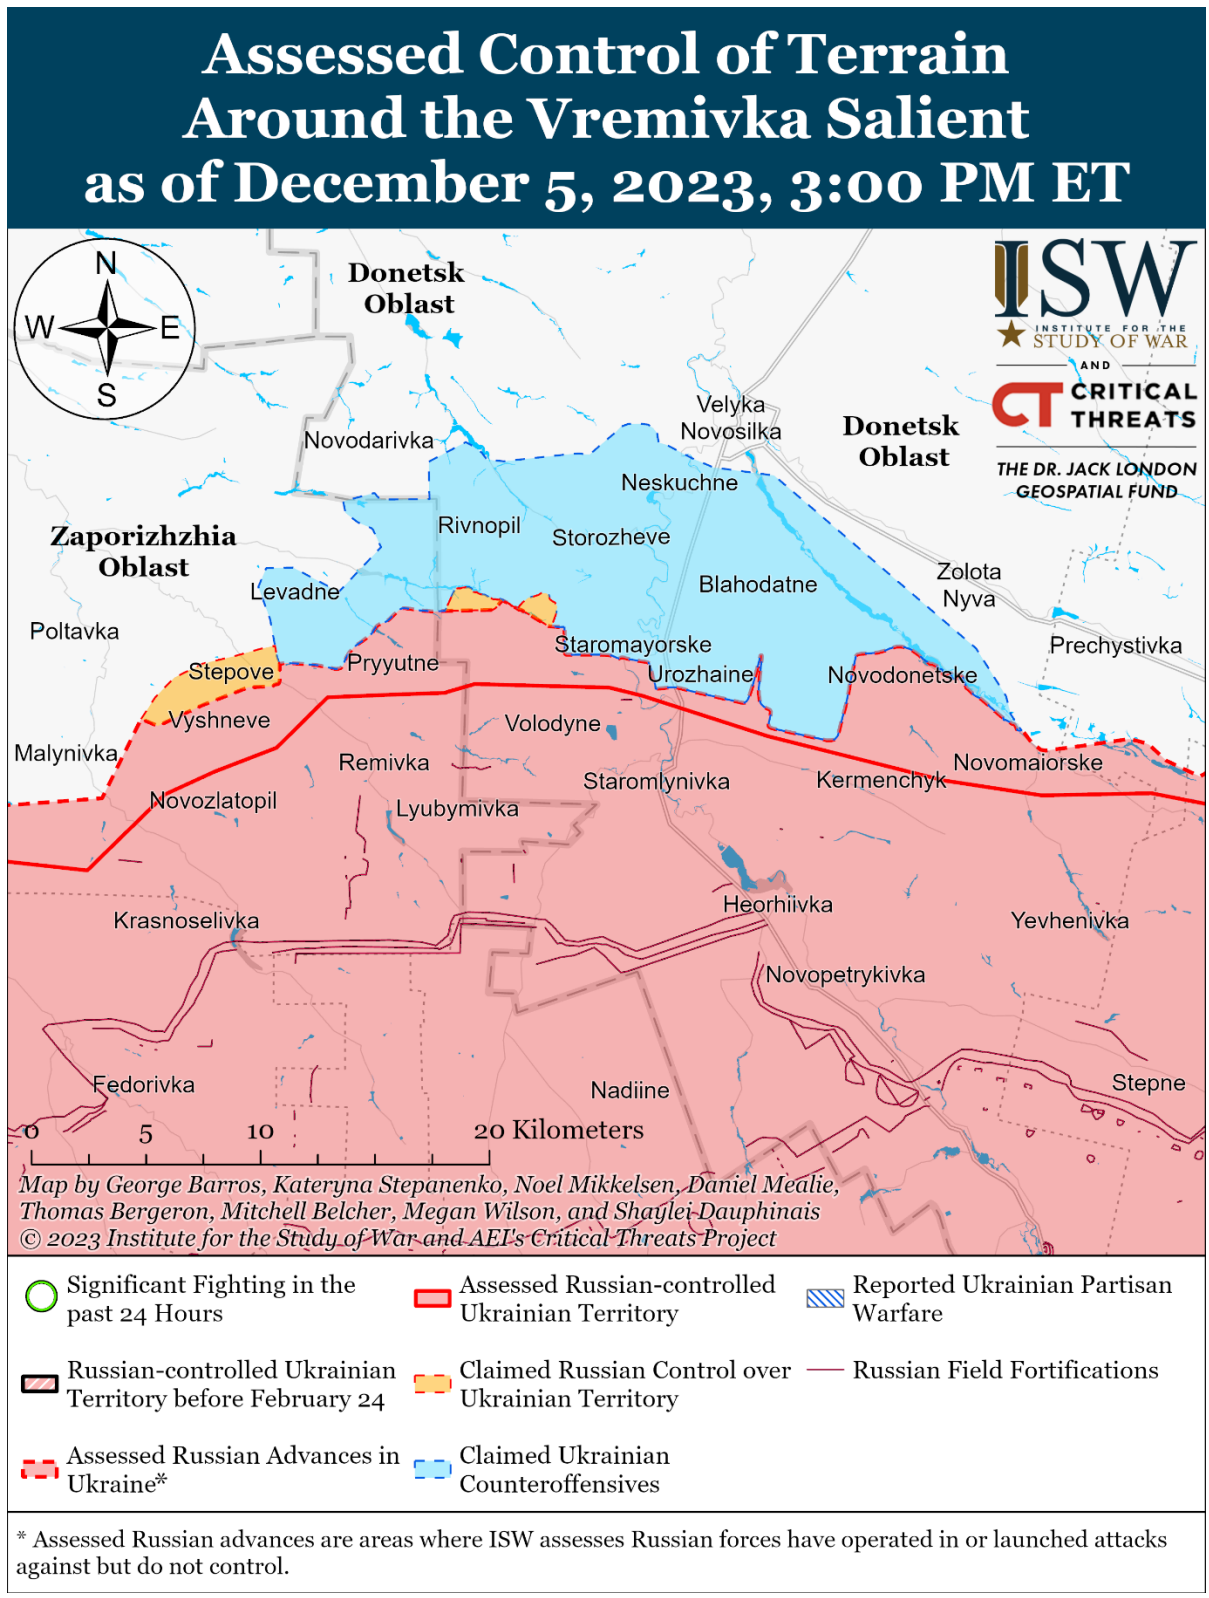 Assessed Control of Terrain
Around the Vremivka Salient
as of December 5, 2023, 3:00 PM ET
N
W
E
S
Donetsk
Oblast
ISW
INSTITUTE FOR THE
STUDY OF WAR
AND
CT CRITICAL
THREATS
THE DR. JACK LONDON
GEOSPATIAL FUND
Velyka
Novosilka
Donetsk
Oblast
Novodarivka
Neskuchne
Zaporizhzhia
Oblast
Rivnopil
Storozheve
Levadne
Blahodatne
Zolota
Nyva
Poltavka
Prechystivka
Staromayorske
Stepove
Pryyutne
Urozhaine
Novodonetske
Vyshneve
Volodyne
Malynivka
Remivka
Novomaiorske
Staromlynivka
Kermenchyk
Novozlatopil
Lyubymivka
Krasnoselivka
Heorhiivka
Yevhenivka
Novopetrykivka
Fedorivka
Nadiine
Stepne
0 5 10 20 Kilometers
Map by George Barros, Kateryna Stepanenko, Noel Mikkelsen, Daniel Mealie,
Thomas Bergeron, Mitchell Belcher, Megan Wilson, and Shaylei Dauphinais
© 2023 Institute for the Study of War and AEI's Critical Threats Project
Significant Fighting in the
past 24 Hours
Assessed Russian-controlled
Ukrainian Territory
Reported Ukrainian Partisan
Warfare
Russian-controlled Ukrainian
Territory before February 24
Claimed Russian Control over
Ukrainian Territory
Russian Field Fortifications
Assessed Russian Advances in
Ukraine*
Claimed Ukrainian
Counteroffensives
* Assessed Russian advances are areas where ISW assesses Russian forces have operated in or launched attacks
against but do not control.